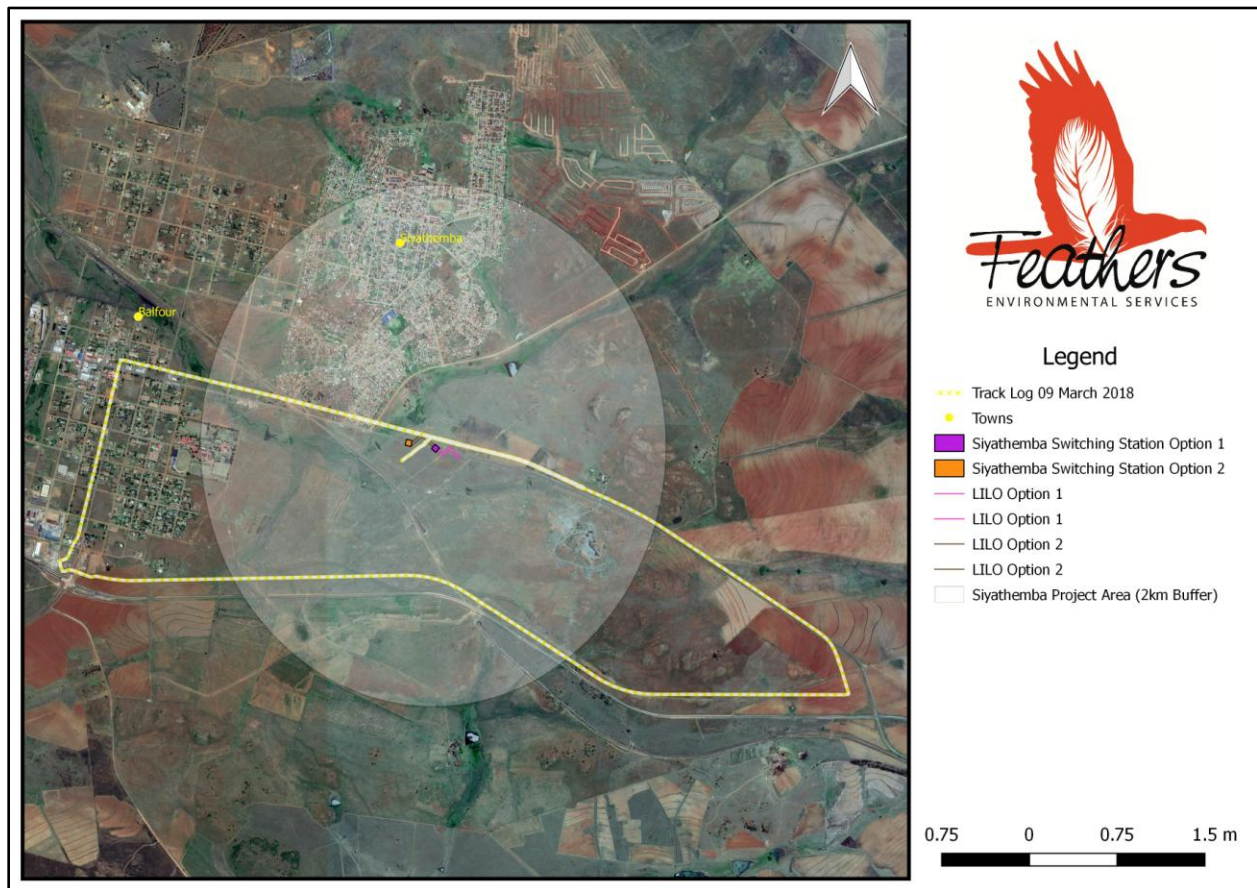 Siyathemba
Balfour
Feathers
ENVIRONMENTAL SERVICES
Legend
Track Log 09 March 2018
Towns
Siyathemba Switching Station Option 1
Siyathemba Switching Station Option 2
LILO Option 1
LILO Option 1
LILO Option 2
LILO Option 2
Siyathemba Project Area (2km Buffer)
0.75 0 0.75 1.5 m